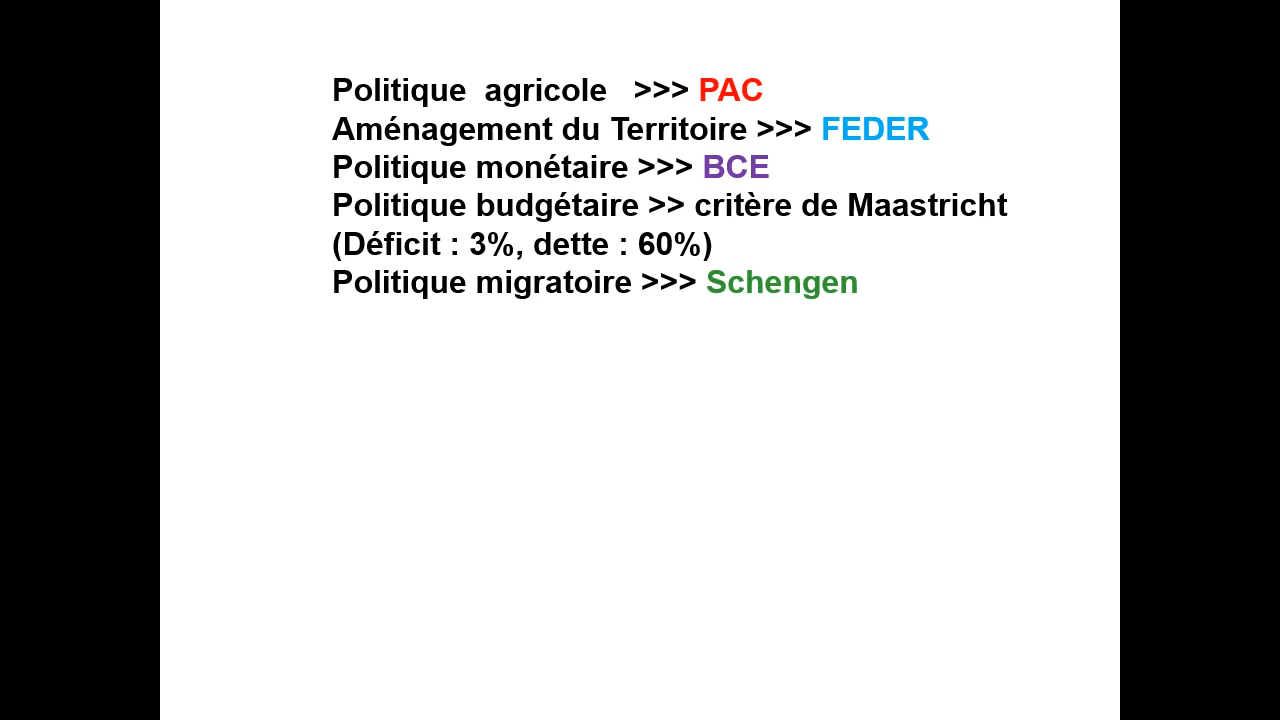 Politique agricole >>> PAC
Aménagement du Territoire >>> FEDER
Politique monétaire >>> BCE
Politique budgétaire >> critère de Maastricht
(Déficit : 3%, dette : 60%)
Politique migratoire >>> Schengen